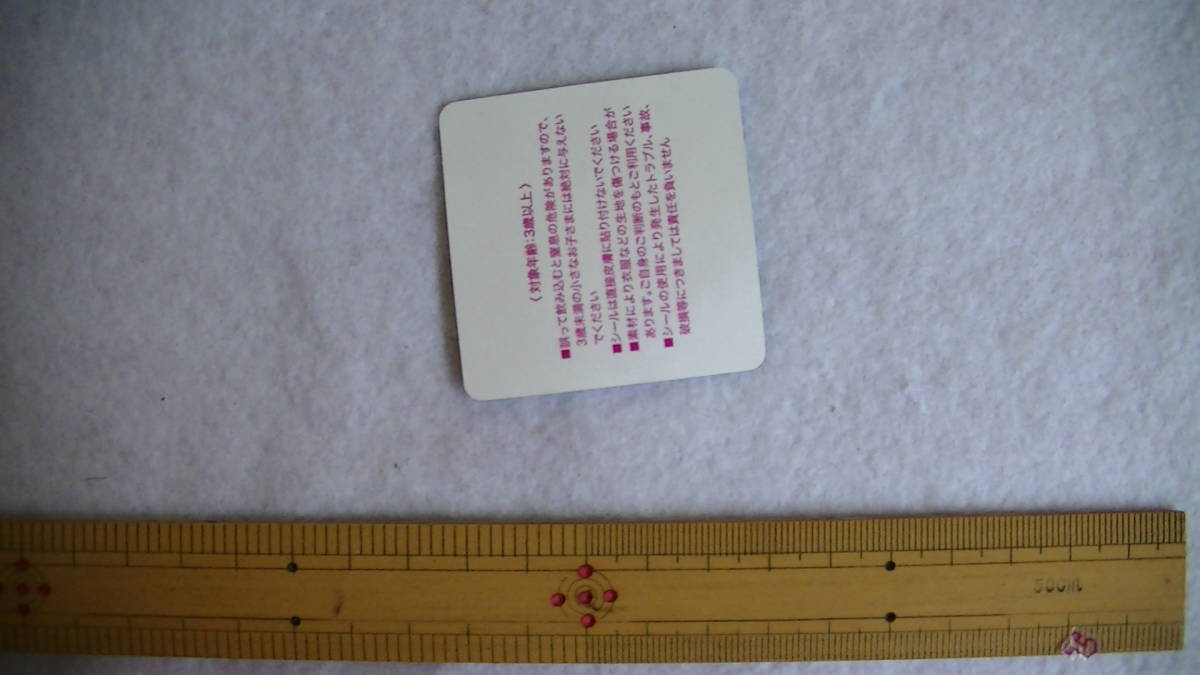 〈対象年齢:3歳以上〉
■誤って飲み込むと窒息の危険がありますので、
3歳未満の小さなお子さまには絶対に与えない
でください
■シールは直接皮膚に貼り付けないでください
■素材により衣服などの生地を傷つける場合が
あります。ご自身のご判断のもとご利用ください
■シールの使用により発生したトラブル、事故、
破損等につきましては責任を負いません